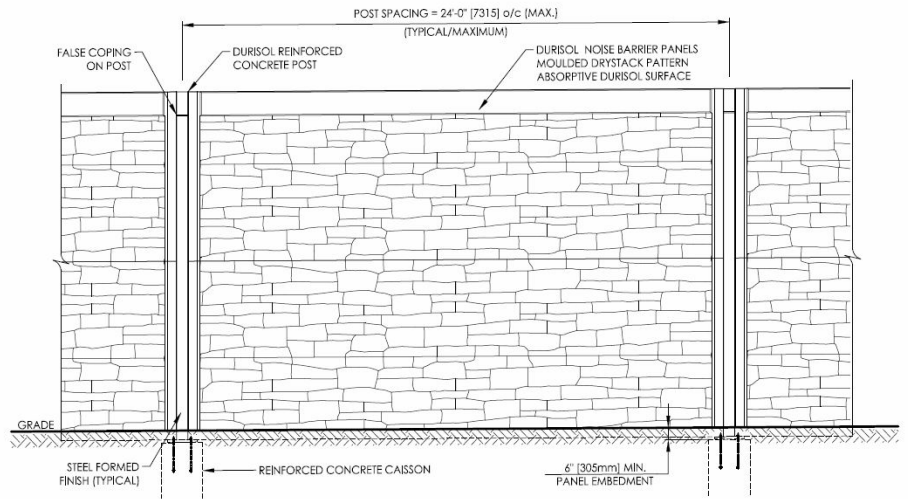 POST SPACING = 24'-0" [7315] o/c (MAX.)
(TYPICAL/MAXIMUM)
FALSE COPING
ON POST
DURISOL REINFORCED
CONCRETE POST
DURISOL NOISE BARRIER PANELS
MOULDED DRYSTACK PATTERN
ABSORPTIVE DURISOL SURFACE
GRADE
STEEL FORMED
FINISH (TYPICAL)
REINFORCED CONCRETE CAISSON
6" [305mm] MIN.
PANEL EMBEDMENT